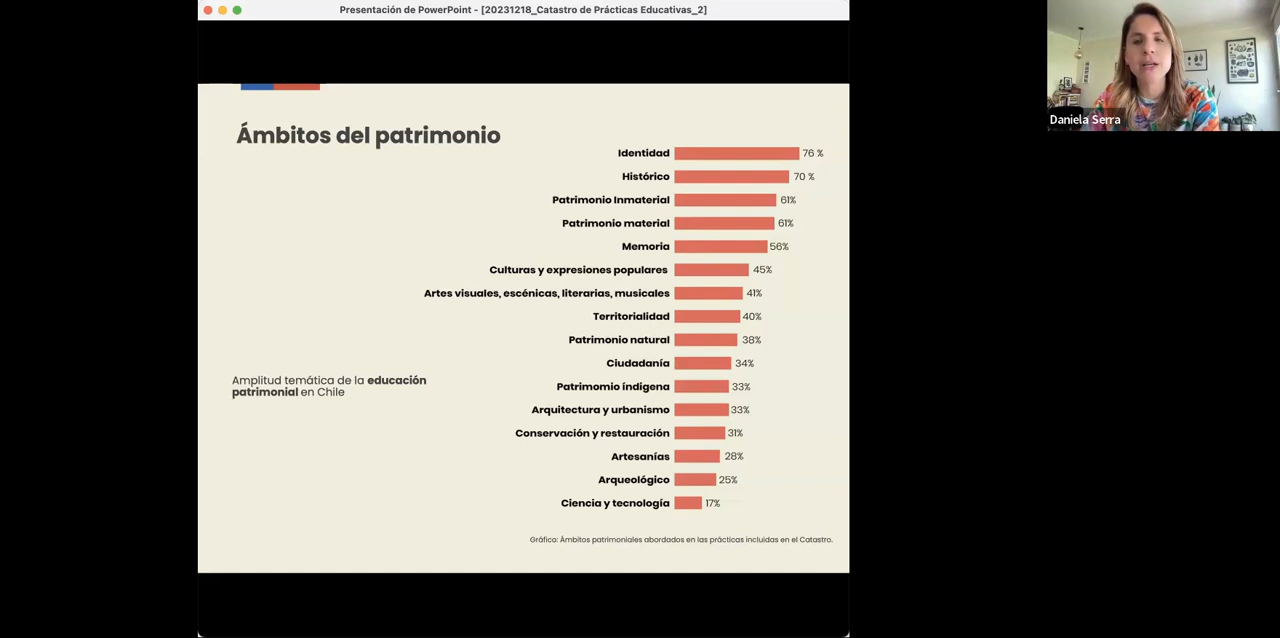 Presentación de PowerPoint - [20231218_Catastro de Prácticas Educativas_2]
Daniela Serra
Ámbitos del patrimonio
Identidad 76 %
Histórico 70 %
Patrimonio Inmaterial 61%
Patrimonio material 61%
Memoria 56%
Culturas y expresiones populares 45%
Artes visuales, escénicas, literarias, musicales 41%
Territorialidad 40%
Patrimonio natural 38%
Ciudadanía 34%
Patrimomio índigena 33%
Arquitectura y urbanismo 33%
Conservación y restauración 31%
Artesanías 28%
Arqueológico 25%
Ciencia y tecnología 17%
Amplitud temática de la educación
patrimonial en Chile
Gráfico: Ámbitos patrimoniales abordados en las prácticas incluidas en el Catastro.